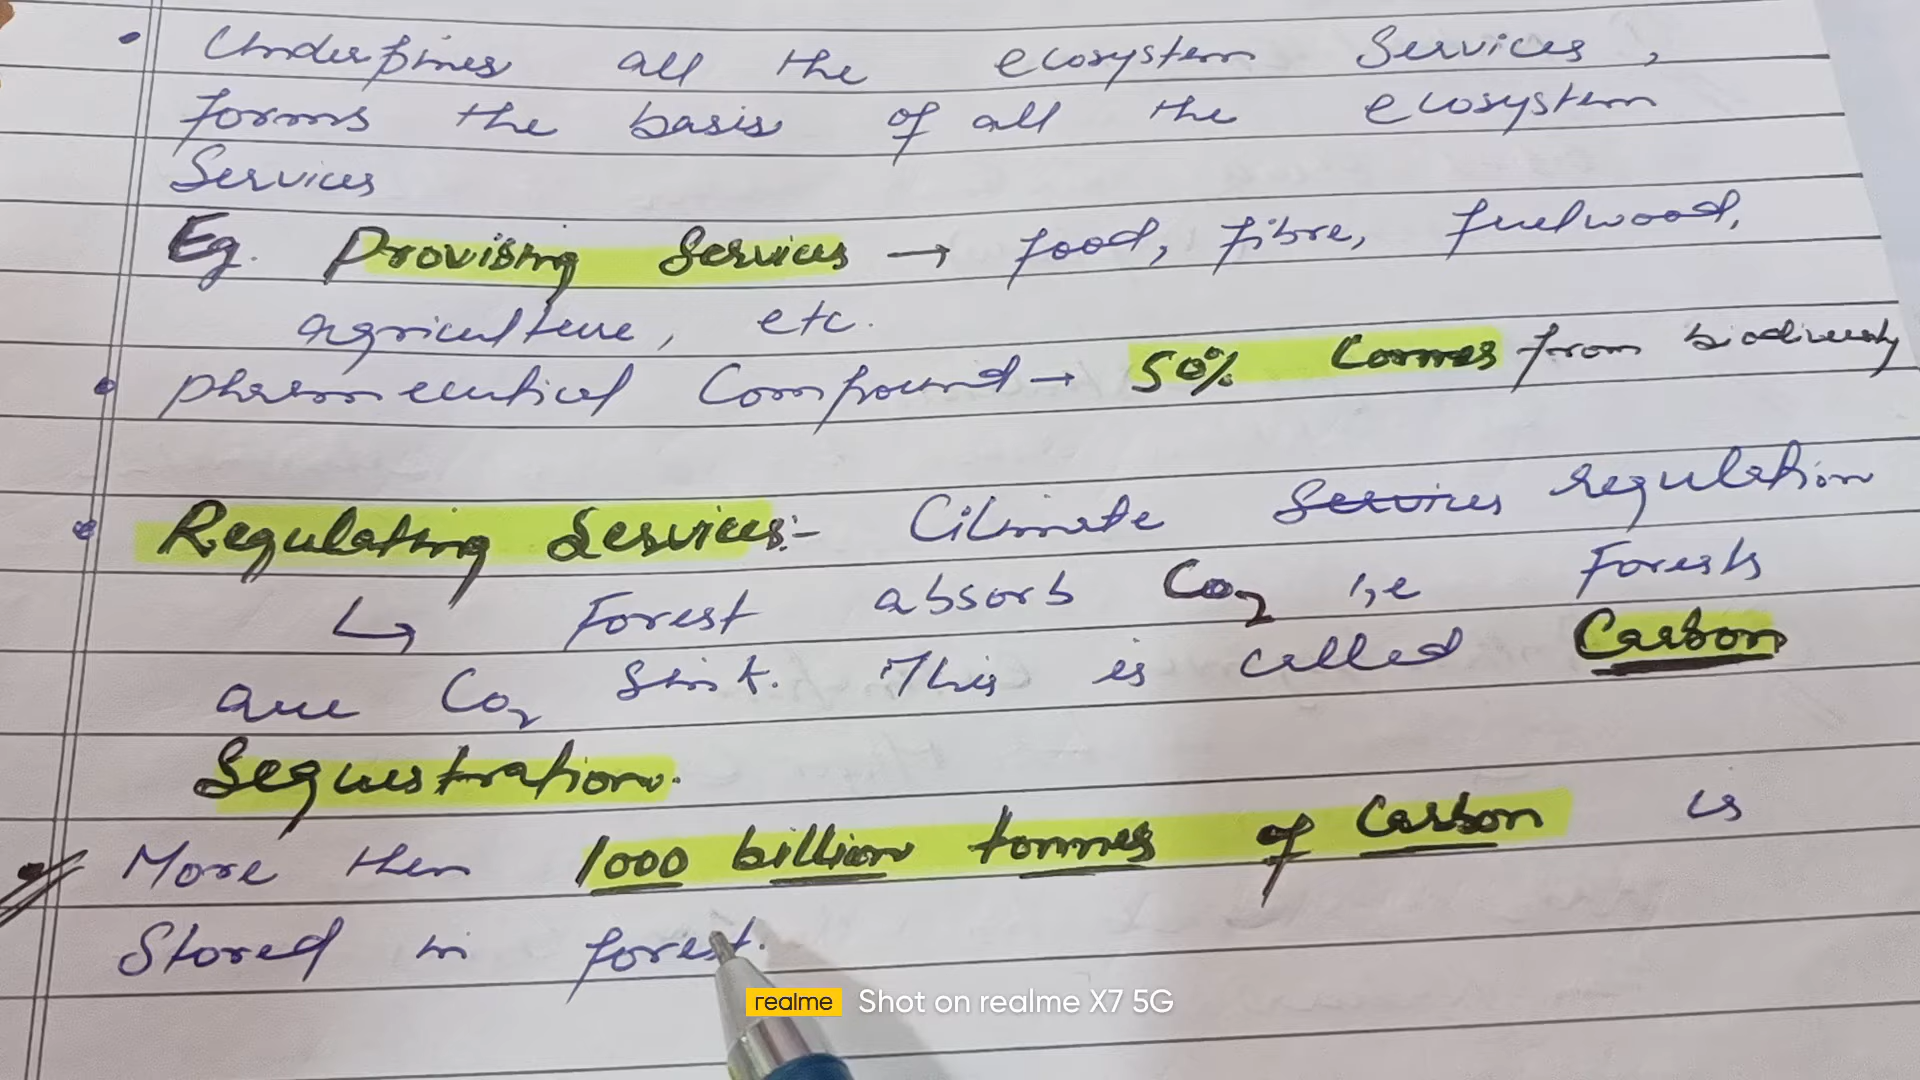 • Underpines all the ecosystem Services,
forms the basis of all the ecosystem
Services
Eg. Provising Services → food, fibre, fuelwood,
agriculture, etc.
• pharmceutical Compound → 50% Comes from biodiversity
• Regulating Services:- Cilmate Services regulation
↳ Forest absorb CO2 i,e Forests
are CO2 Sink. This is called Carbon
Sequestration.
• More then 1000 billion tonnes of Carbon is
Stored in forest.
realme Shot on realme X7 5G